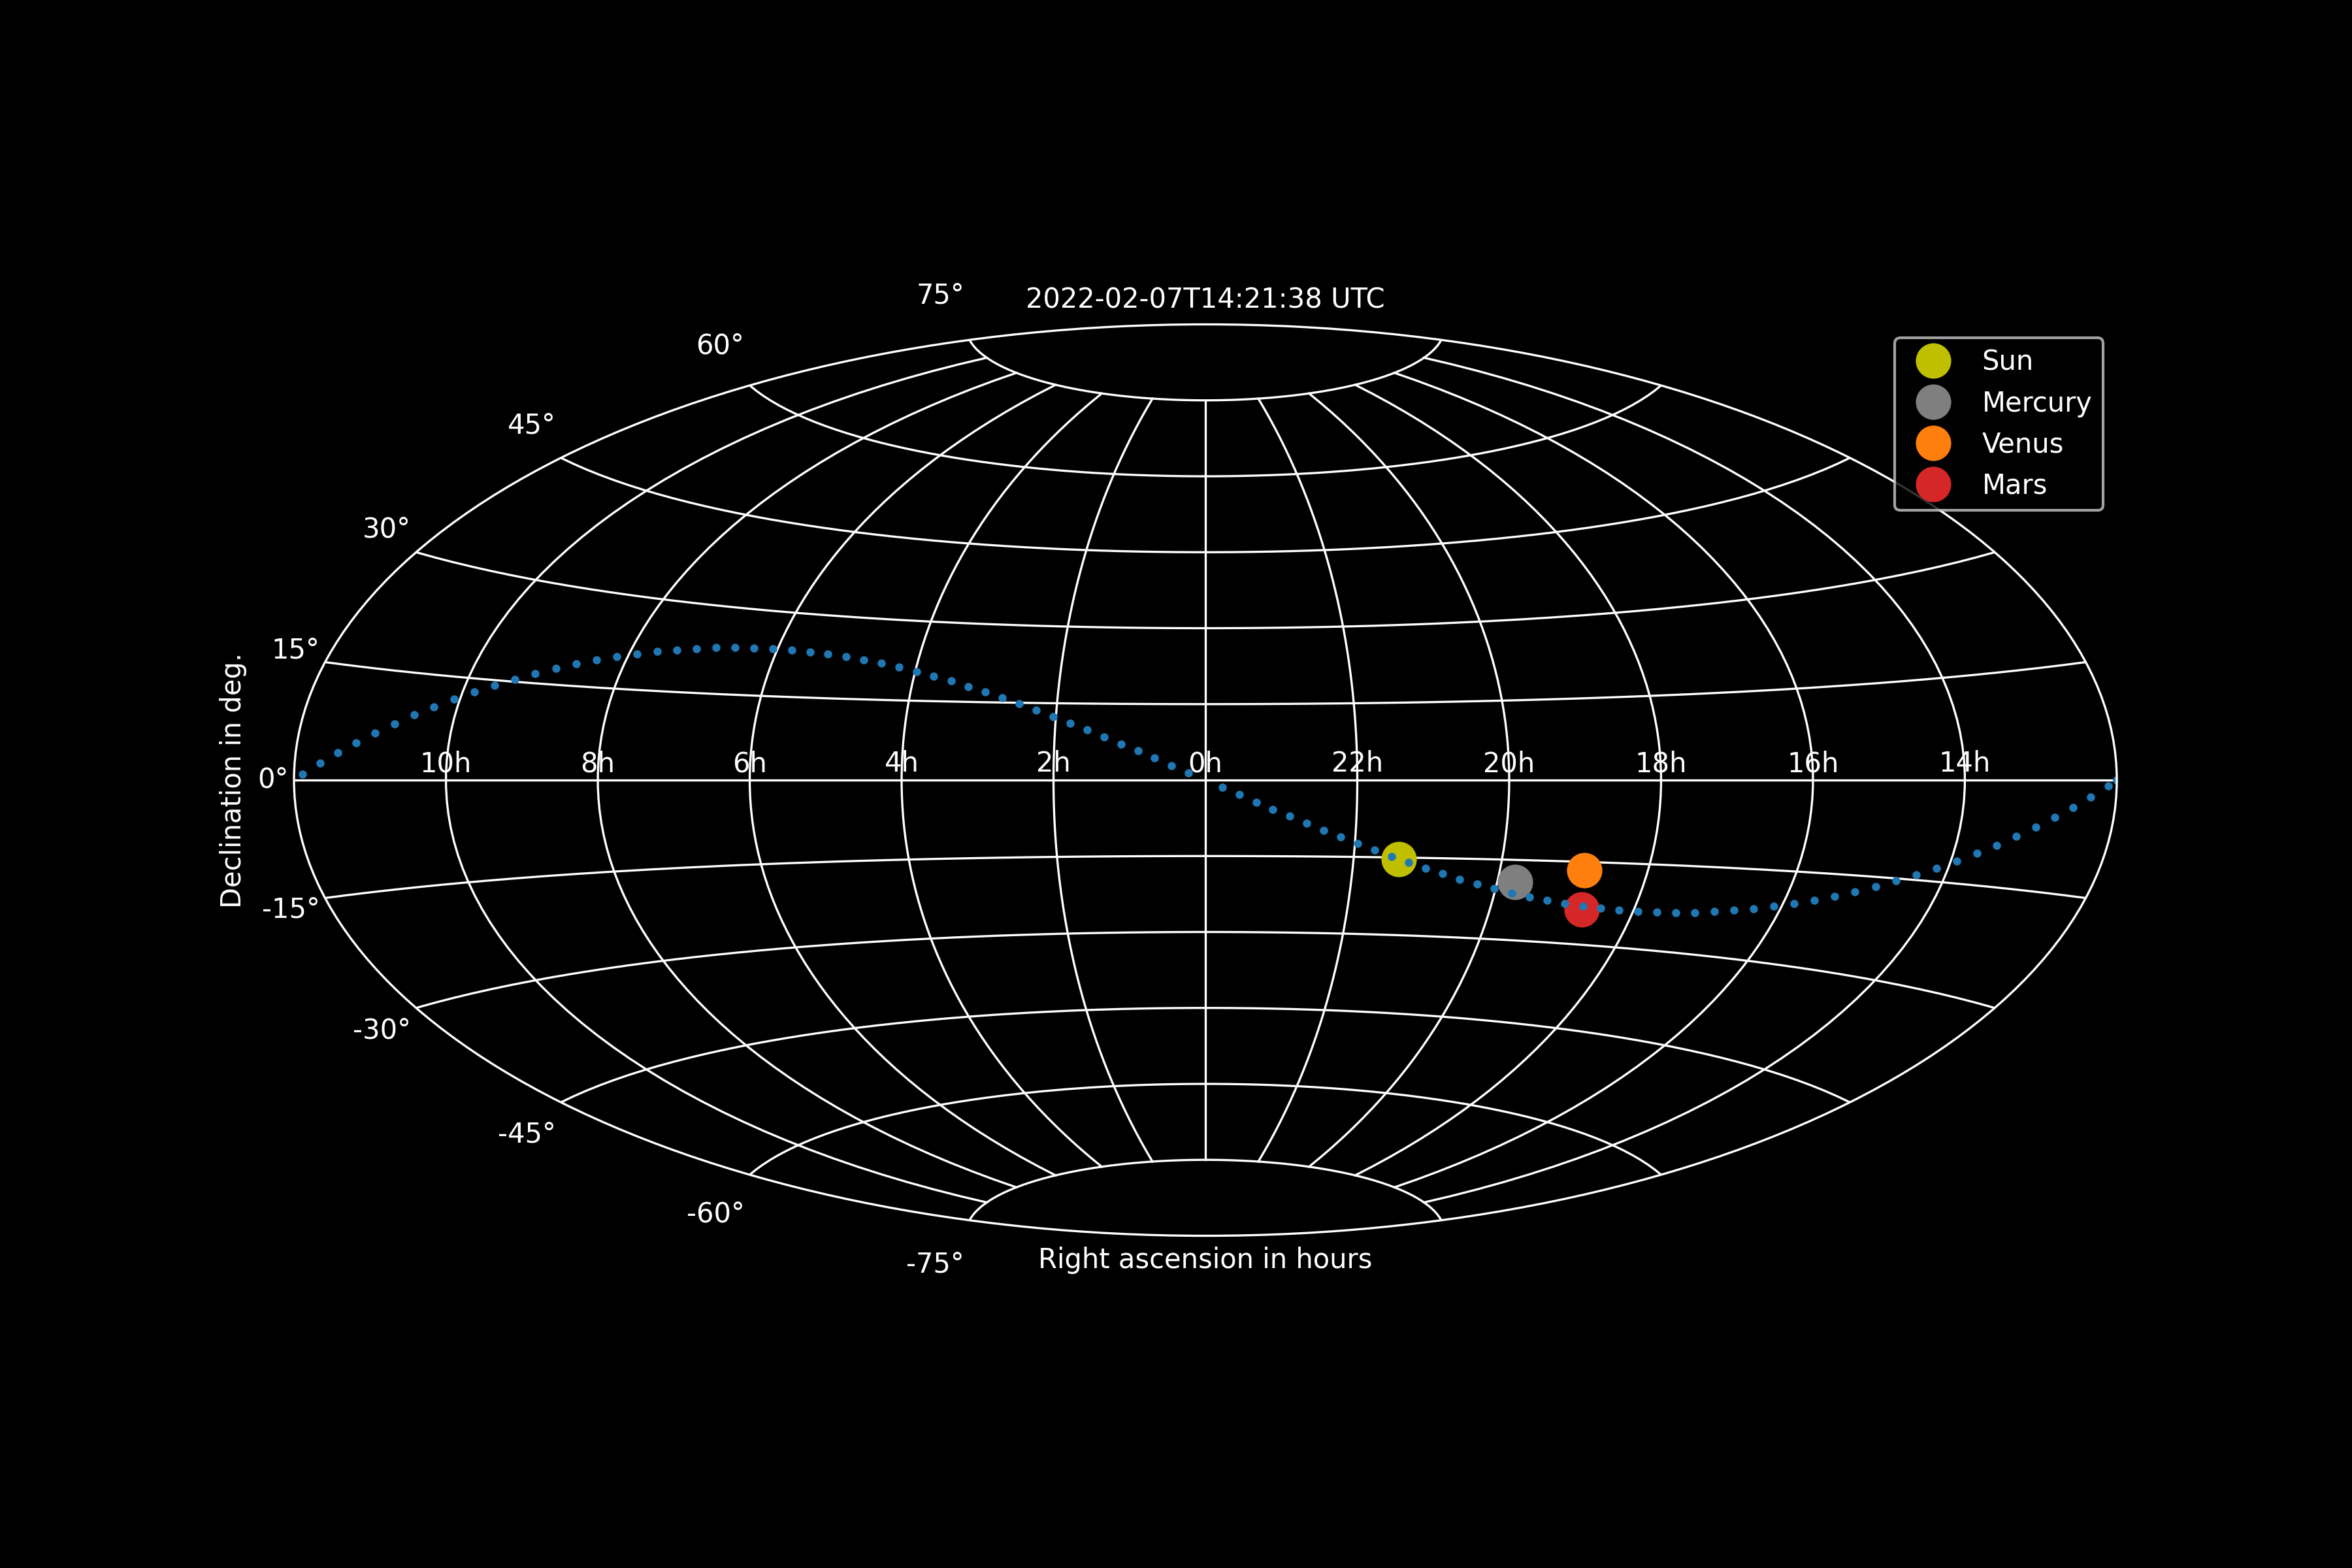 75°
2022-02-07T14:21:38 UTC
60°
Sun
Mercury
Venus
Mars
45°
30°
15°
Declination in deg.
0°
10h
8h
6h
4h
2h
0h
22h
20h
18h
16h
14h
-15°
-30°
-45°
-60°
-75°
Right ascension in hours